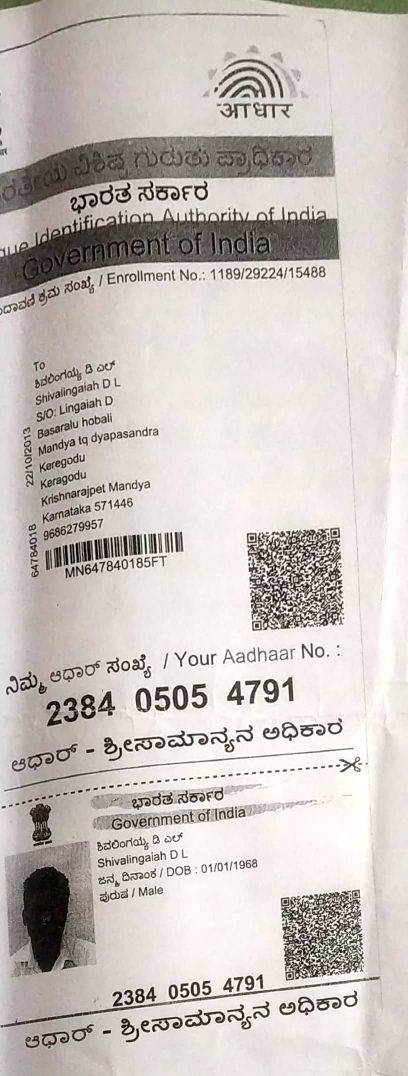 आधार
ಭಾರತೀಯ ವಿಶಿಷ್ಟ ಗುರುತು ಪ್ರಾಧಿಕಾರ
ಭಾರತ ಸರ್ಕಾರ
que Identification Authority of India
Government of India
ದಾವಣಿ ಕ್ರಮ ಸಂಖ್ಯೆ / Enrollment No.: 1189/29224/15488
To
ಶಿವಲಿಂಗಯ್ಯ ಡಿ ಎಲ್
Shivalingaiah D L
S/O: Lingaiah D
Basaralu hobali
Mandya tq dyapasandra
Keregodu
Keragodu
Krishnarajpet Mandya
Karnataka 571446
9686279957
22/10/2013
64784018
MN647840185FT
ನಿಮ್ಮ ಆಧಾರ್ ಸಂಖ್ಯೆ / Your Aadhaar No. :
2384 0505 4791
ಆಧಾರ್ - ಶ್ರೀಸಾಮಾನ್ಯನ ಅಧಿಕಾರ
ಭಾರತ ಸರ್ಕಾರ
Government of India
ಶಿವಲಿಂಗಯ್ಯ ಡಿ ಎಲ್
Shivalingaiah D L
ಜನ್ಮ ದಿನಾಂಕ / DOB : 01/01/1968
ಪುರುಷ / Male
2384 0505 4791
ಆಧಾರ್ - ಶ್ರೀಸಾಮಾನ್ಯನ ಅಧಿಕಾರ